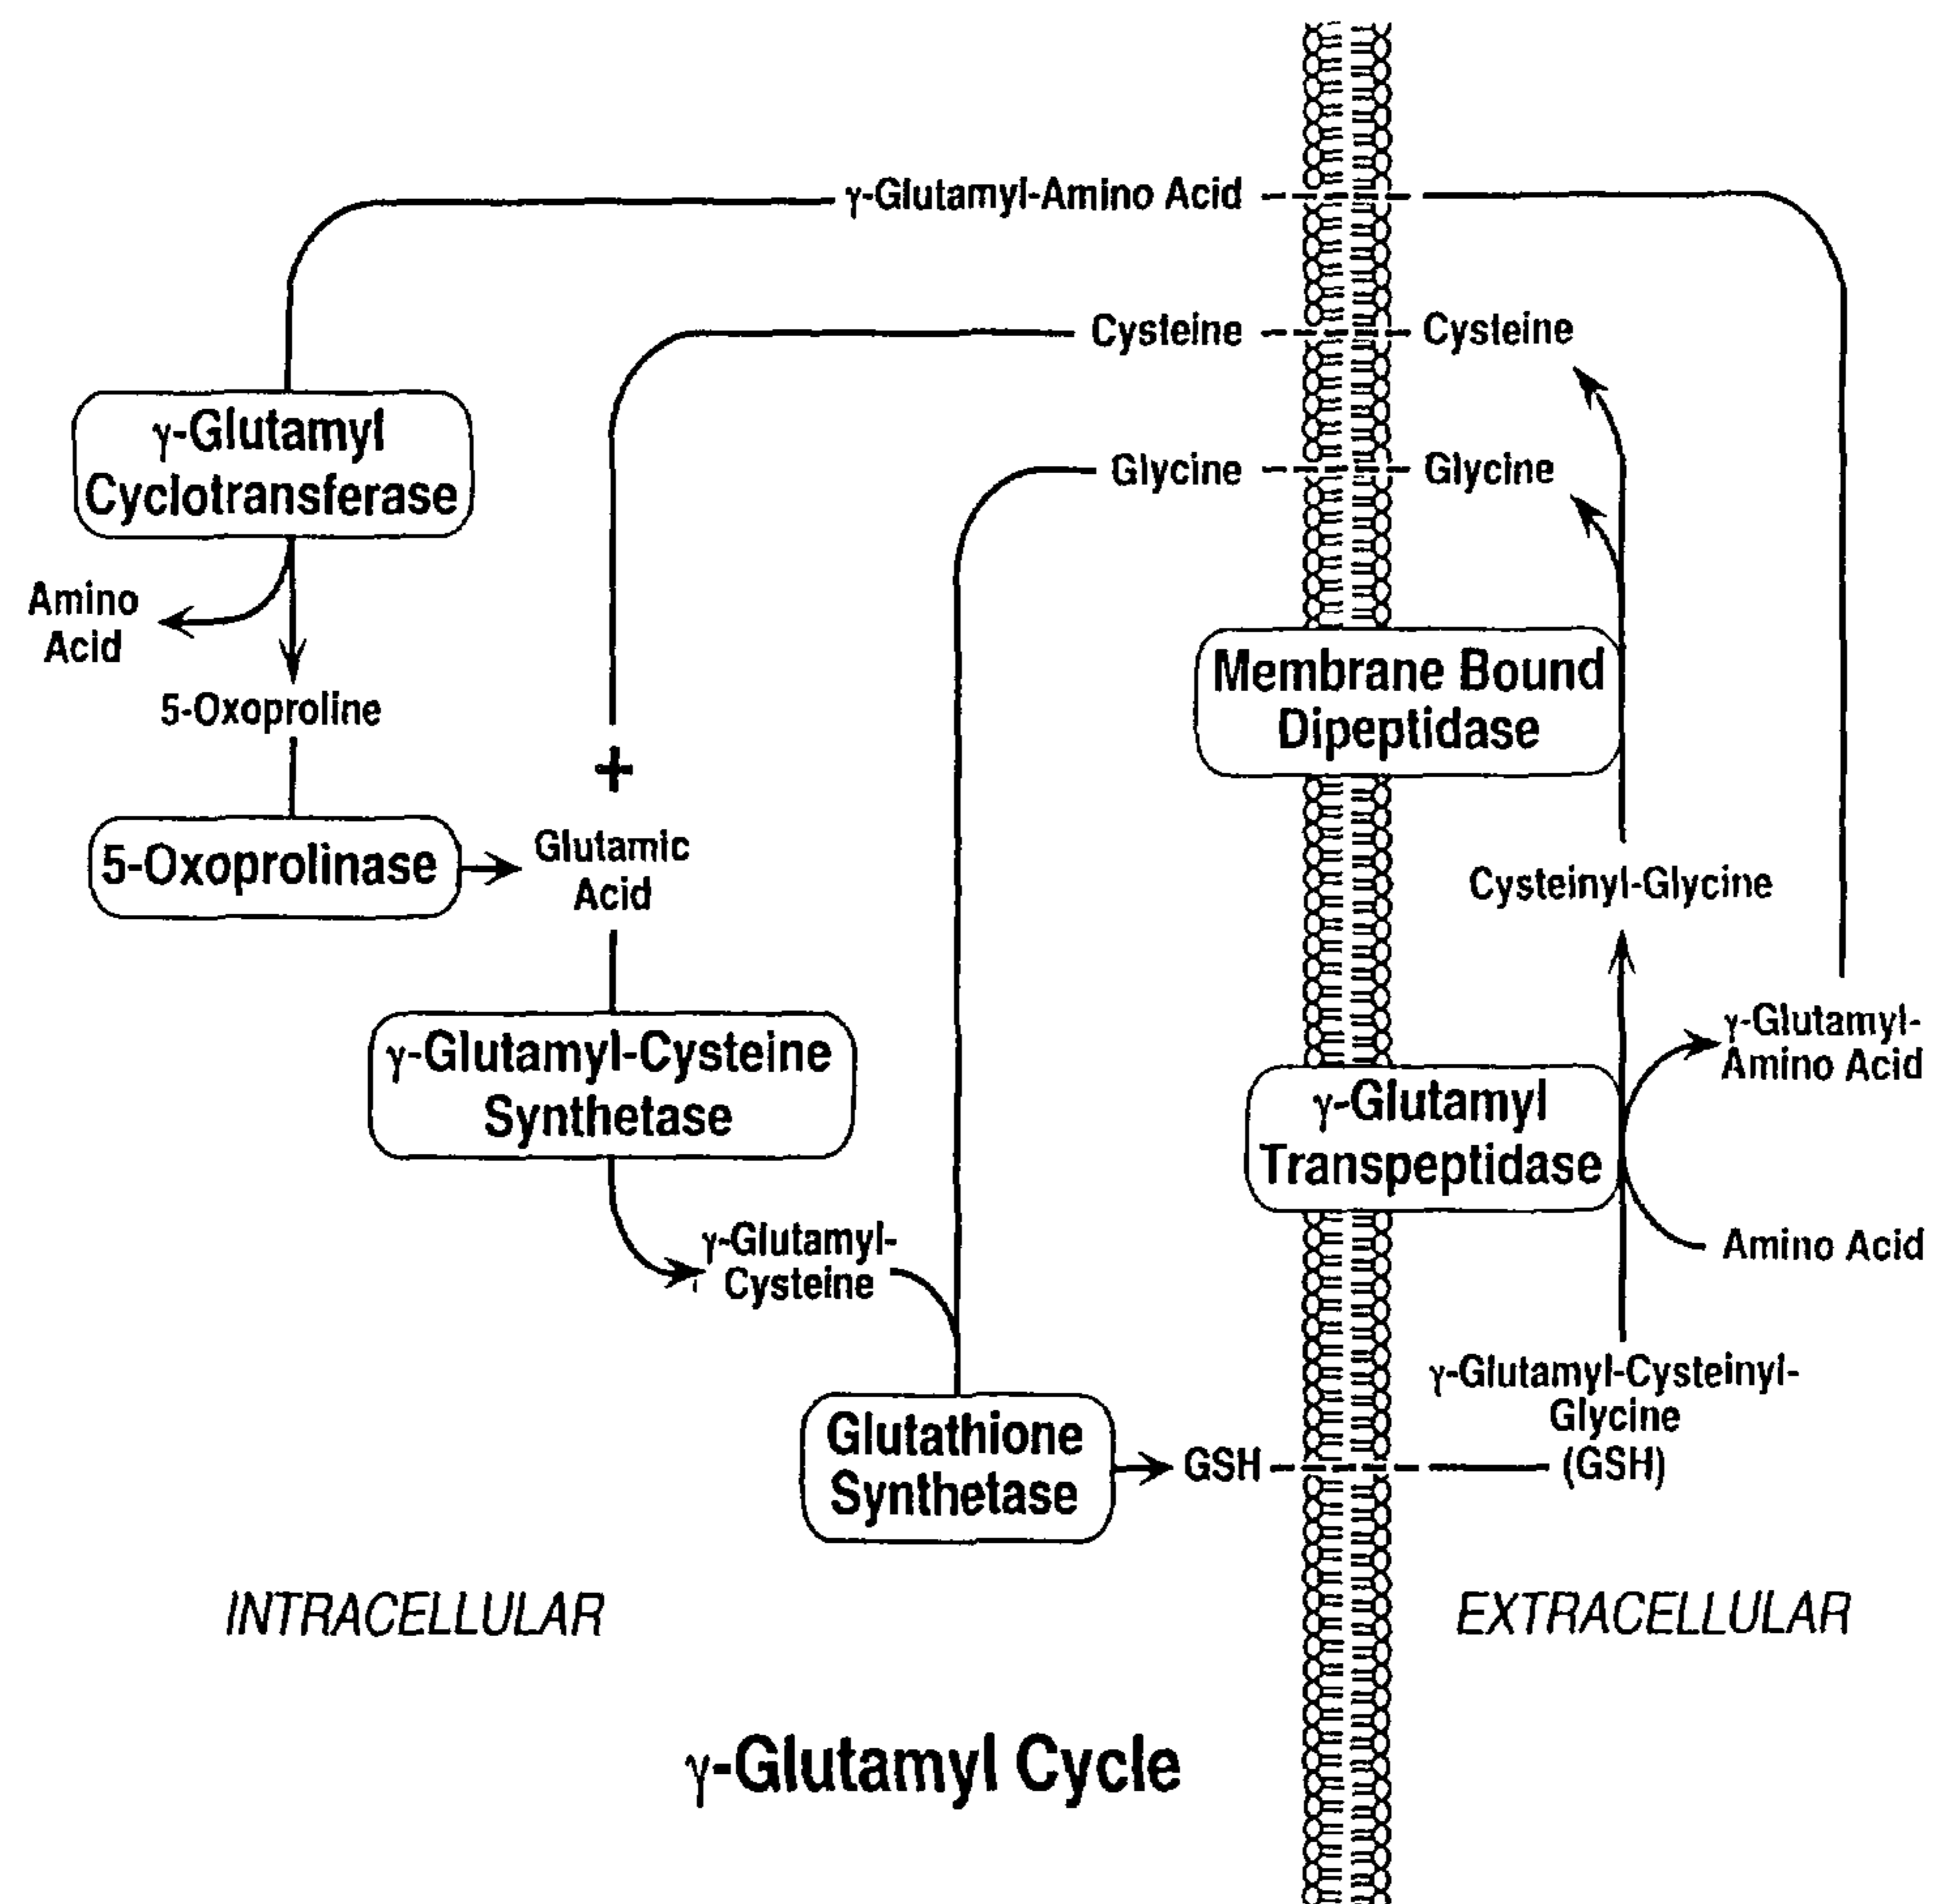 γ-Glutamyl-Amino Acid
Cysteine
Cysteine
Glycine
Glycine
γ-Glutamyl
Cyclotransferase
Amino
Acid
5-Oxoproline
Membrane Bound
Dipeptidase
+
5-Oxoprolinase
Glutamic
Acid
Cysteinyl-Glycine
γ-Glutamyl-Cysteine
Synthetase
γ-Glutamyl-
Amino Acid
γ-Glutamyl
Transpeptidase
Amino Acid
γ-Glutamyl-
Cysteine
γ-Glutamyl-Cysteinyl-
Glycine
(GSH)
Glutathione
Synthetase
GSH
INTRACELLULAR
EXTRACELLULAR
γ-Glutamyl Cycle